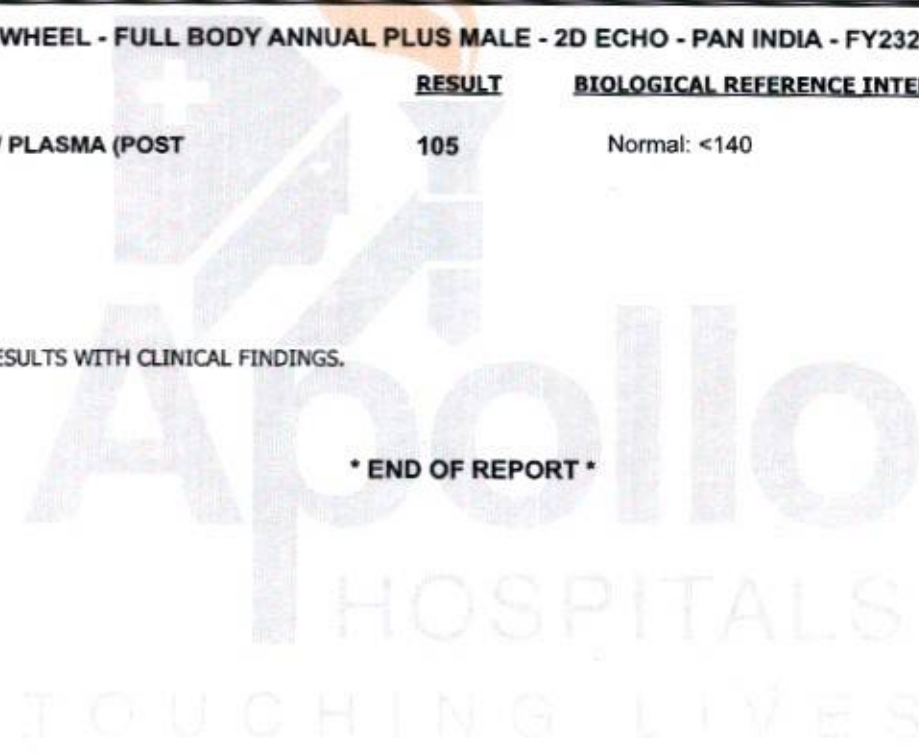 WHEEL - FULL BODY ANNUAL PLUS MALE - 2D ECHO - PAN INDIA - FY232
RESULT BIOLOGICAL REFERENCE INTE
PLASMA (POST 105 Normal: <140
ESULTS WITH CLINICAL FINDINGS.
* END OF REPORT *
Apollo
HOSPITALS
TOUCHING LIVES